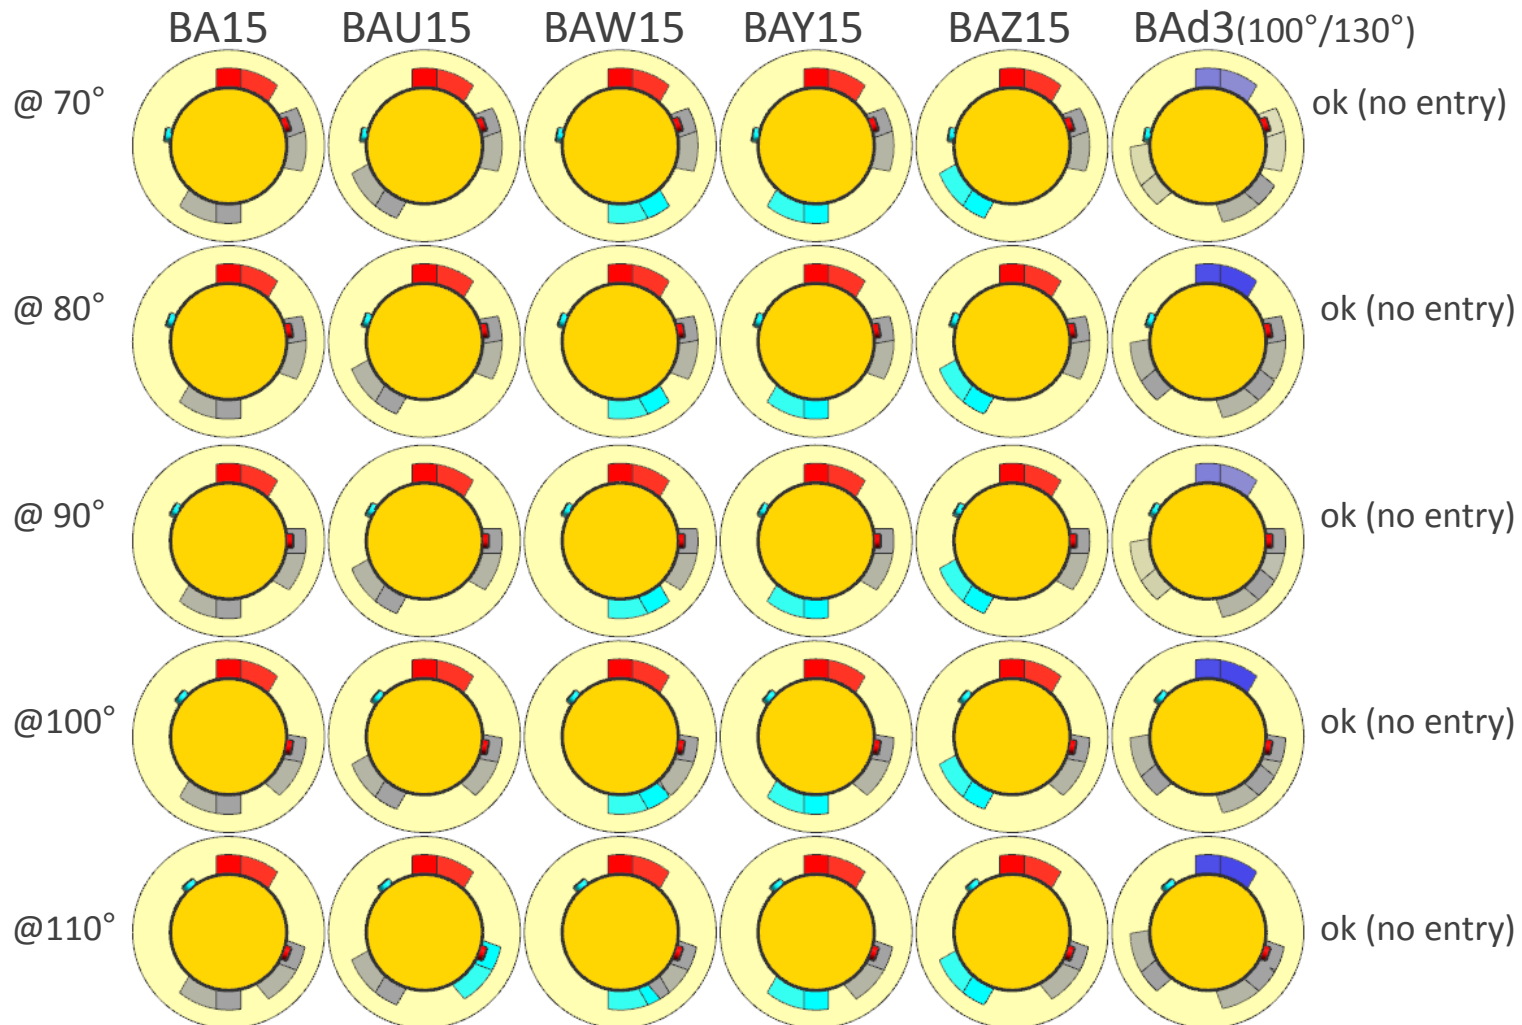 BA15 BAU15 BAW15 BAY15 BAZ15 BAd3(100°/130°)
@ 70° ok (no entry)
@ 80° ok (no entry)
@ 90° ok (no entry)
@100° ok (no entry)
@110° ok (no entry)